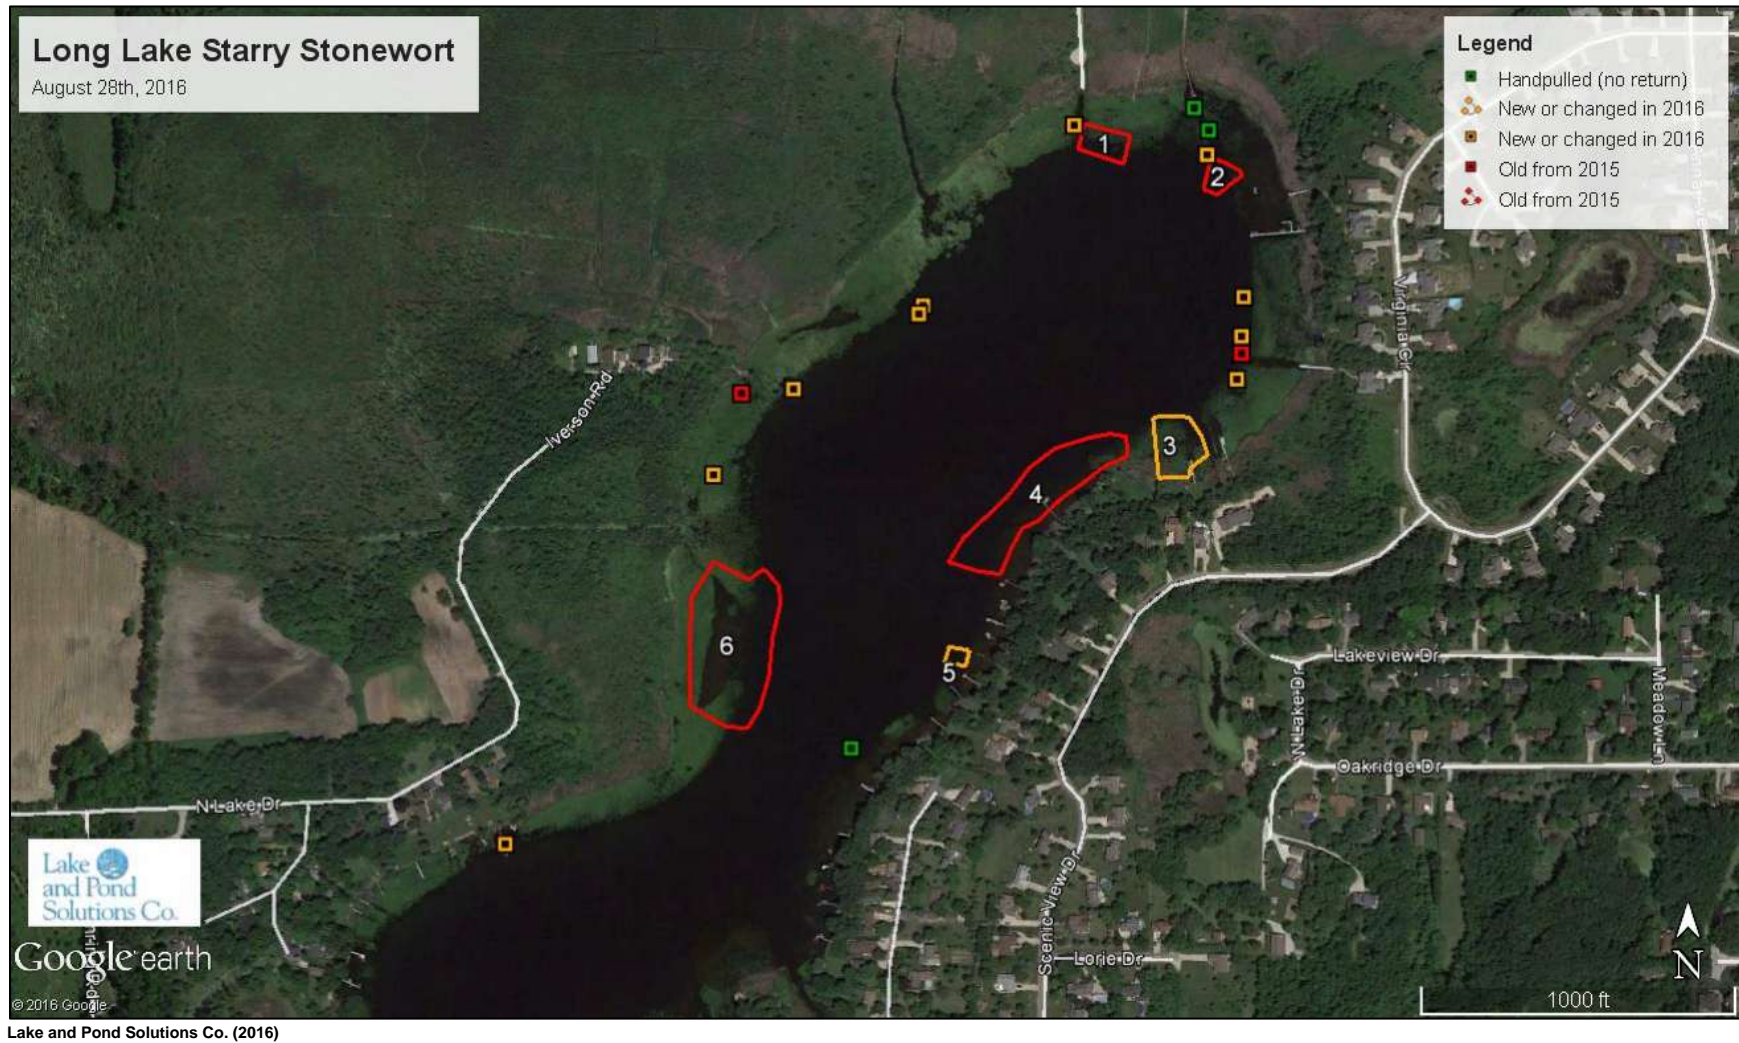 Long Lake Starry Stonewort
August 28th, 2016
Legend
Handpulled (no return)
New or changed in 2016
New or changed in 2016
Old from 2015
Old from 2015
1
2
Virginia Cir
Iverson Rd
3
4
6
5
Lakeview Dr
N Lake Dr
Meadow Ln
Oakridge Dr
N Lake Dr
Scenic View Dr
Lorie Dr
Lake
and Pond
Solutions Co.
Google earth
© 2016 Google
N
1000 ft
Lake and Pond Solutions Co. (2016)